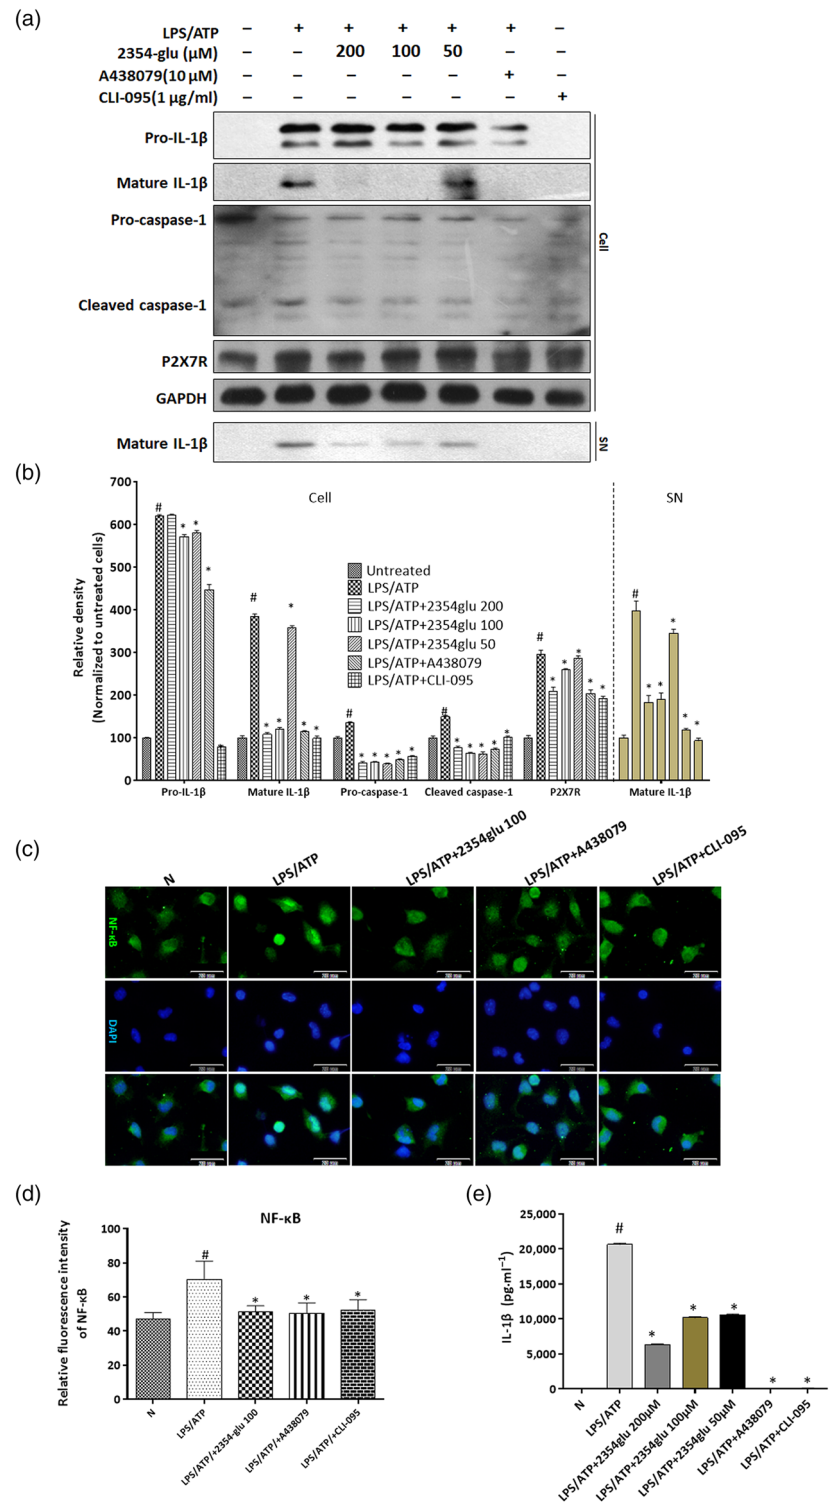 (a)
LPS/ATP – + + + + + –
2354-glu (µM) – – 200 100 50 – –
A438079(10 µM) – – – – – + –
CLI-095(1 µg/ml) – – – – – – +
Pro-IL-1β
Mature IL-1β
Pro-caspase-1
Cleaved caspase-1
P2X7R
GAPDH
Cell
Mature IL-1β
SN
(b)
Relative density
(Normalized to untreated cells)
700
600
500
400
300
200
100
0
Cell
SN
Untreated
LPS/ATP
LPS/ATP+2354glu 200
LPS/ATP+2354glu 100
LPS/ATP+2354glu 50
LPS/ATP+A438079
LPS/ATP+CLI-095
#
* * *
#
* * * * *
#
* * * * *
#
* * * * *
#
* * * * *
#
* * * * *
Pro-IL-1β Mature IL-1β Pro-caspase-1 Cleaved caspase-1 P2X7R Mature IL-1β
(c)
N LPS/ATP LPS/ATP+2354glu 100 LPS/ATP+A438079 LPS/ATP+CLI-095
NF-κB
DAPI
(d)
NF-κB
Relative fluorescence intensity
of NF-κB
100
80
60
40
20
0
# * * *
N
LPS/ATP
LPS/ATP/+2354-glu 100
LPS/ATP/+A438079
LPS/ATP/+CLI-095
(e)
IL-1β (pg.ml⁻¹)
25,000
20,000
15,000
10,000
5,000
0
# * * * * *
N
LPS/ATP
LPS/ATP+2354glu 200µM
LPS/ATP+2354glu 100µM
LPS/ATP+2354glu 50µM
LPS/ATP+A438079
LPS/ATP+CLI-095